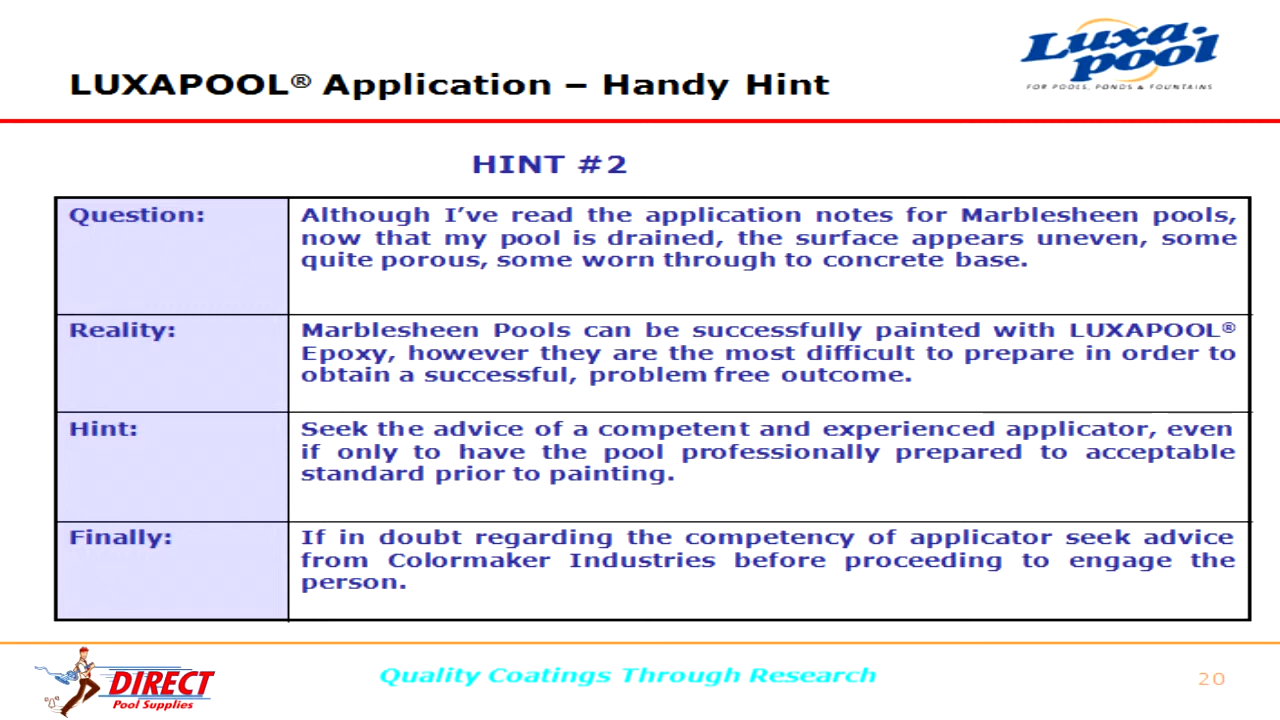 Luxa.
pool
FOR POOLS, PONDS & FOUNTAINS
LUXAPOOL® Application – Handy Hint
HINT #2
Question:
Although I’ve read the application notes for Marblesheen pools,
now that my pool is drained, the surface appears uneven, some
quite porous, some worn through to concrete base.
Reality:
Marblesheen Pools can be successfully painted with LUXAPOOL®
Epoxy, however they are the most difficult to prepare in order to
obtain a successful, problem free outcome.
Hint:
Seek the advice of a competent and experienced applicator, even
if only to have the pool professionally prepared to acceptable
standard prior to painting.
Finally:
If in doubt regarding the competency of applicator seek advice
from Colormaker Industries before proceeding to engage the
person.
DIRECT
Pool Supplies
Quality Coatings Through Research
20